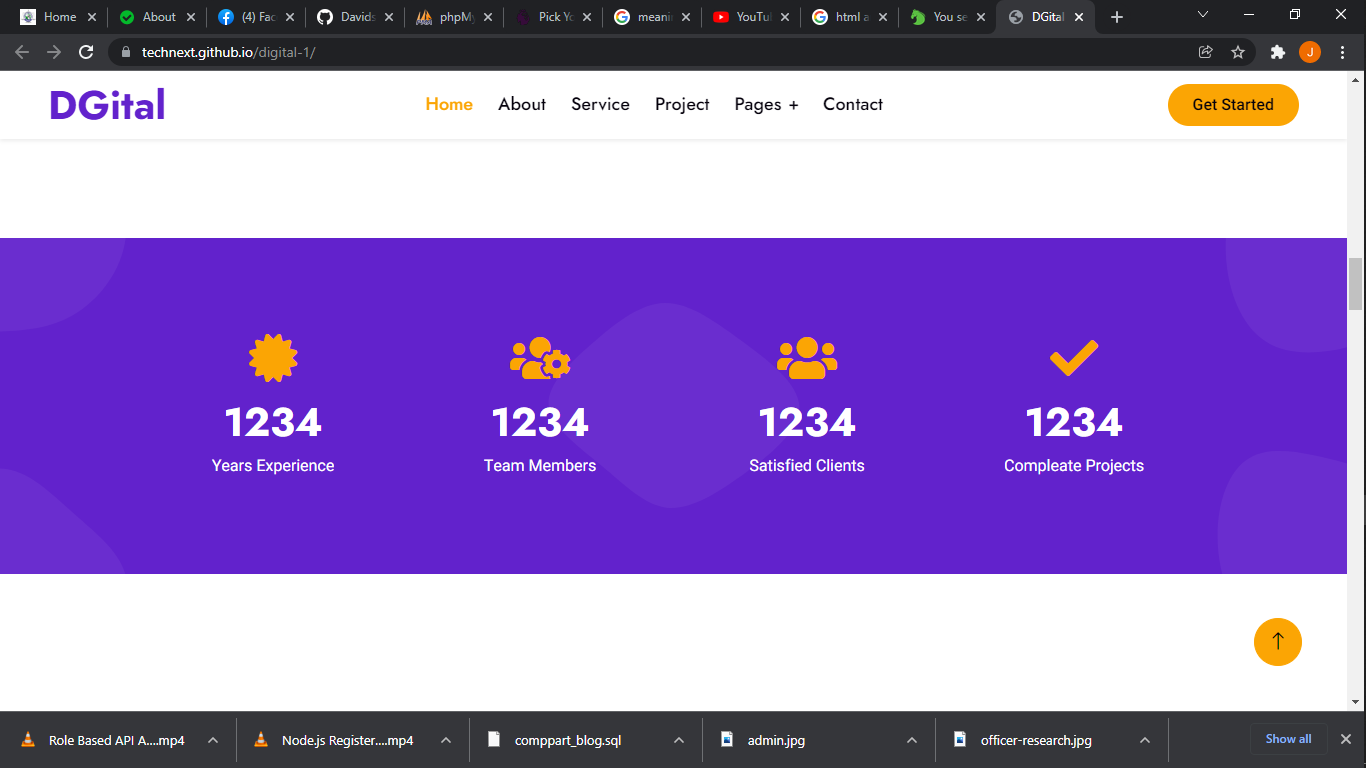 Home About (4) Fac Davids phpMy Pick Yo meani YouTu html a You se DGital
technext.github.io/digital-1/ J
DGital Home About Service Project Pages + Contact Get Started
1234 1234 1234 1234
Years Experience Team Members Satisfied Clients Compleate Projects
Role Based API A....mp4 Node.js Register....mp4 comppart_blog.sql admin.jpg officer-research.jpg Show all